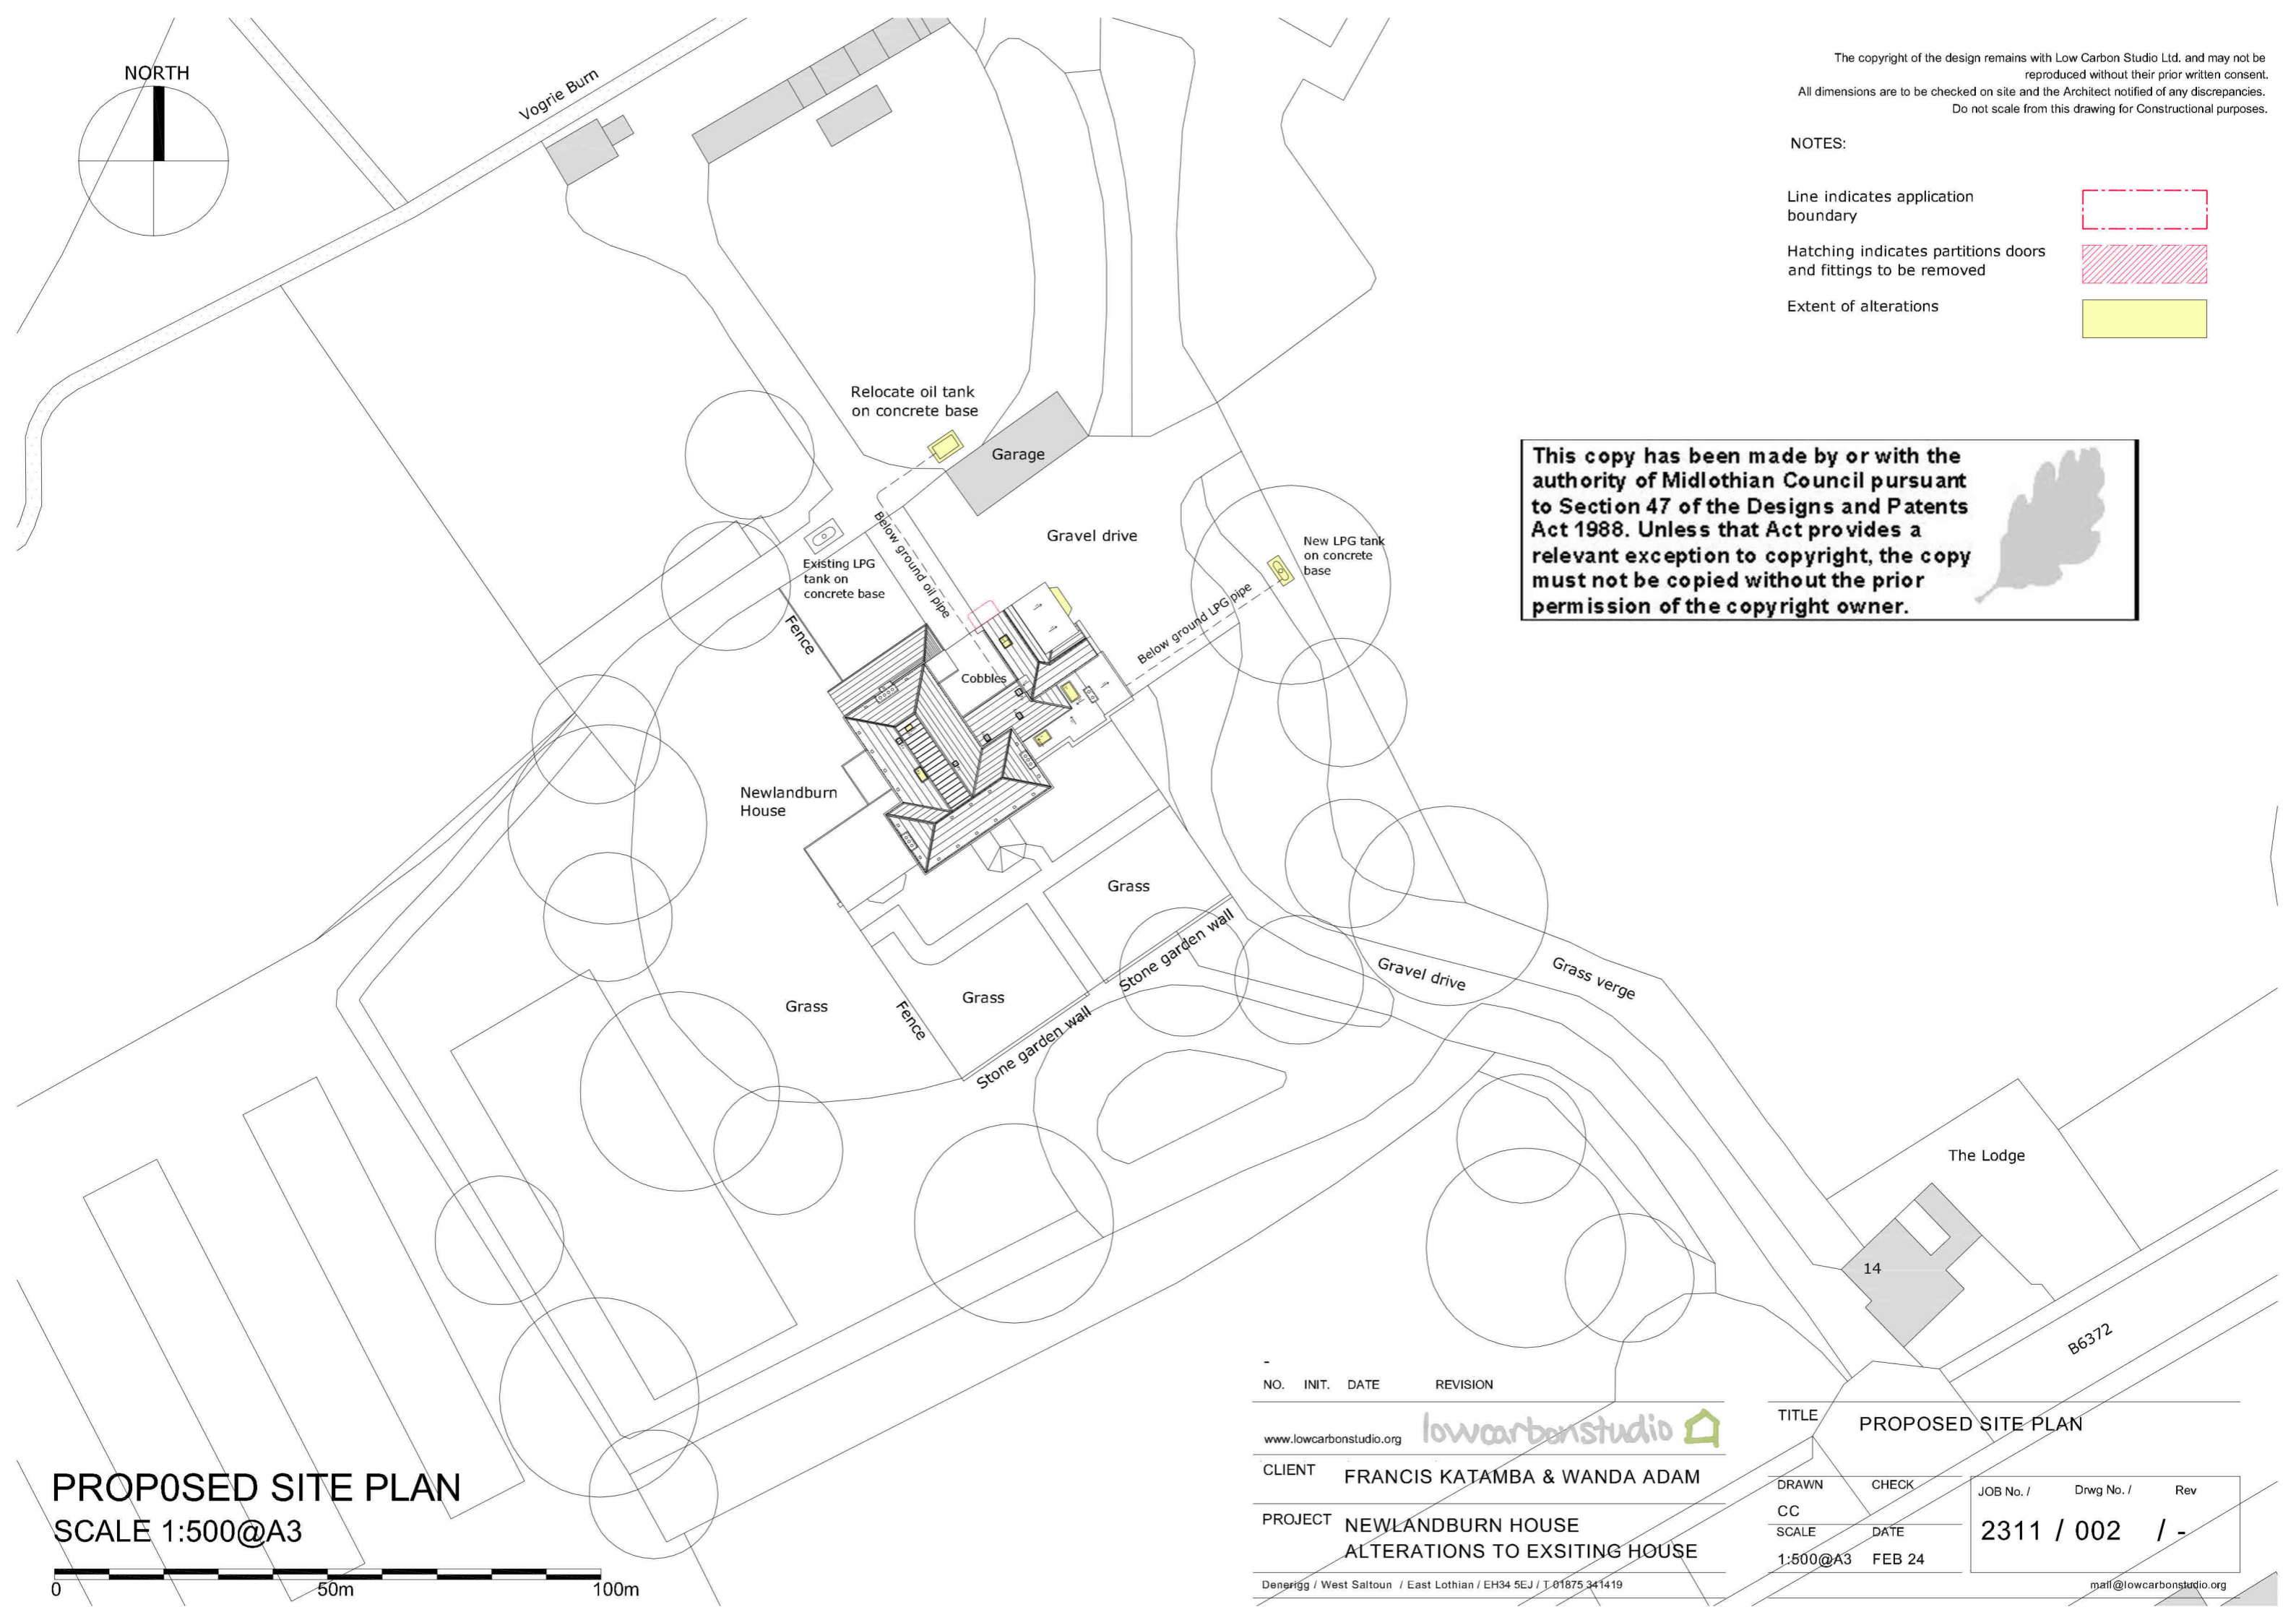 NORTH
Vogrie Burn
The copyright of the design remains with Low Carbon Studio Ltd. and may not be
reproduced without their prior written consent.
All dimensions are to be checked on site and the Architect notified of any discrepancies.
Do not scale from this drawing for Constructional purposes.
NOTES:
Line indicates application
boundary
Hatching indicates partitions doors
and fittings to be removed
Extent of alterations
This copy has been made by or with the
authority of Midlothian Council pursuant
to Section 47 of the Designs and Patents
Act 1988. Unless that Act provides a
relevant exception to copyright, the copy
must not be copied without the prior
permission of the copyright owner.
Relocate oil tank
on concrete base
Garage
Gravel drive
Below ground oil pipe
Existing LPG
tank on
concrete base
New LPG tank
on concrete
base
Below ground LPG pipe
Fence
Cobbles
Newlandburn
House
Grass
Stone garden wall
Gravel drive
Grass verge
Grass
Grass
Fence
Stone garden wall
The Lodge
14
B6372
PROP0SED SITE PLAN
SCALE 1:500@A3
0
50m
100m
-
NO. INIT. DATE REVISION
www.lowcarbonstudio.org
lowcarbonstudio
CLIENT
FRANCIS KATAMBA & WANDA ADAM
PROJECT
NEWLANDBURN HOUSE
ALTERATIONS TO EXSITING HOUSE
Denerigg / West Saltoun / East Lothian / EH34 5EJ / T 01875 341419
TITLE
PROPOSED SITE PLAN
DRAWN CHECK
CC
SCALE DATE
1:500@A3 FEB 24
JOB No. / Drwg No. / Rev
2311 / 002 / -
mail@lowcarbonstudio.org